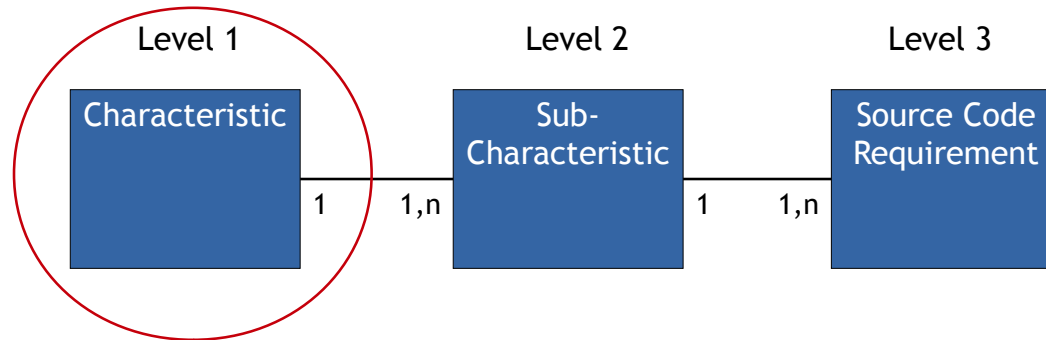 Level 1
Level 2
Level 3
Characteristic
Sub-
Characteristic
Source Code
Requirement
1
1,n
1
1,n